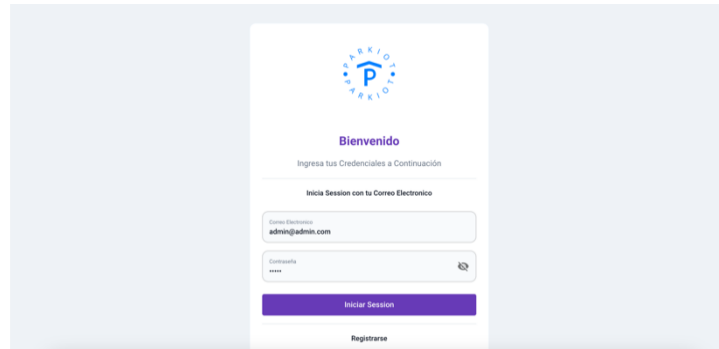 PARKIOT
P
PARKIOT
Bienvenido
Ingresa tus Credenciales a Continuación
Inicia Session con tu Correo Electronico
Correo Electronico
admin@admin.com
Contraseña
•••••
Iniciar Session
Registrarse